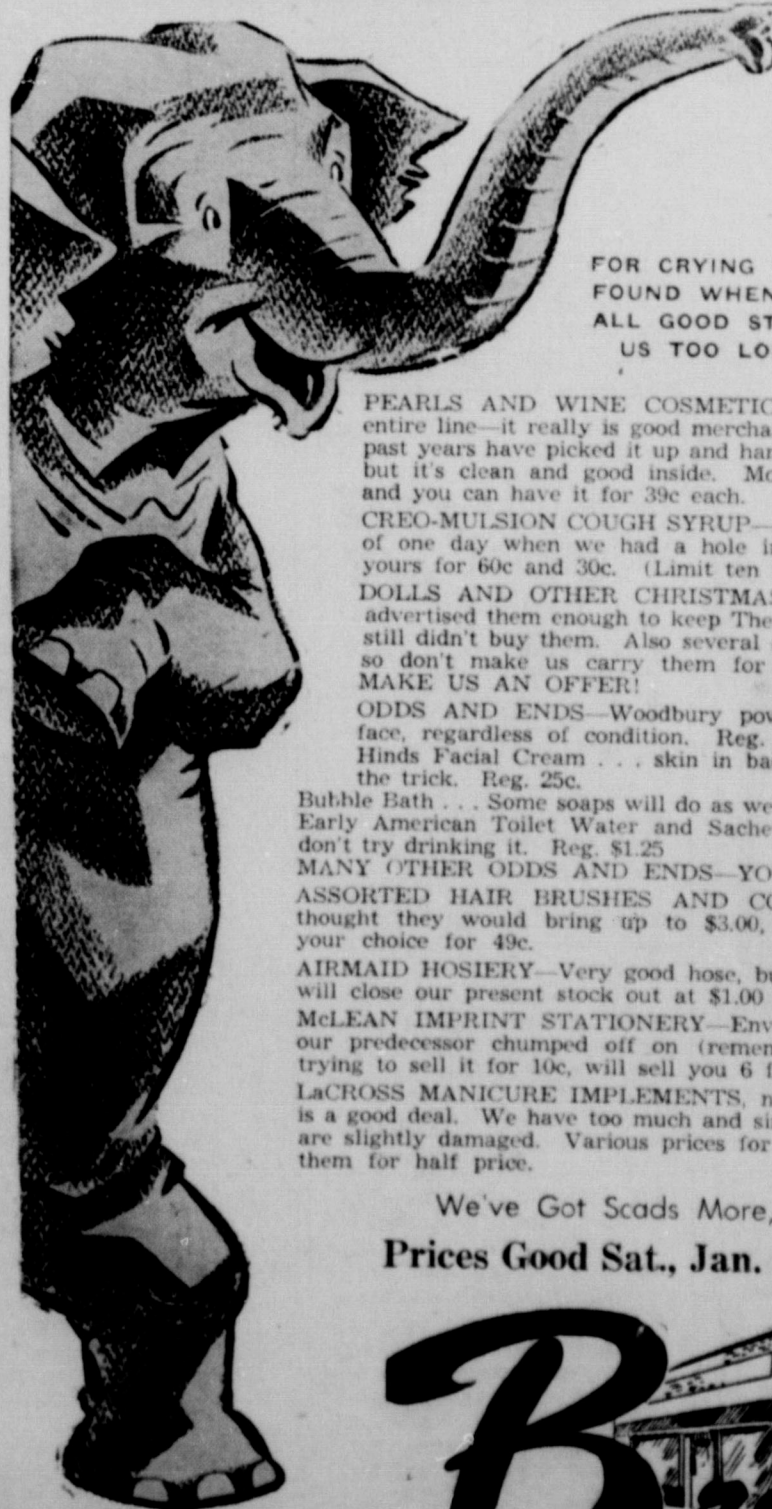 FOR CRYING
FOUND WHEN
ALL GOOD ST
US TOO LO
PEARLS AND WINE COSMETIC
entire line—it really is good mercha
past years have picked it up and har
but it's clean and good inside. Mo
and you can have it for 39c each.
CREO-MULSION COUGH SYRUP—
of one day when we had a hole i
yours for 60c and 30c. (Limit ten
DOLLS AND OTHER CHRISTMAS
advertised them enough to keep The
still didn't buy them. Also several
so don't make us carry them for
MAKE US AN OFFER!
ODDS AND ENDS—Woodbury pov
face, regardless of condition. Reg.
Hinds Facial Cream . . . skin in ba
the trick. Reg. 25c.
Bubble Bath . . . Some soaps will do as we
Early American Toilet Water and Sache
don't try drinking it. Reg. $1.25
MANY OTHER ODDS AND ENDS—YO
ASSORTED HAIR BRUSHES AND CO
thought they would bring up to $3.00,
your choice for 49c.
AIRMAID HOSIERY—Very good hose, bu
will close our present stock out at $1.00
McLEAN IMPRINT STATIONERY—Env
our predecessor chumped off on (remen
trying to sell it for 10c, will sell you 6 f
LaCROSS MANICURE IMPLEMENTS, n
is a good deal. We have too much and si
are slightly damaged. Various prices for
them for half price.
We've Got Scads More,
Prices Good Sat., Jan.
B